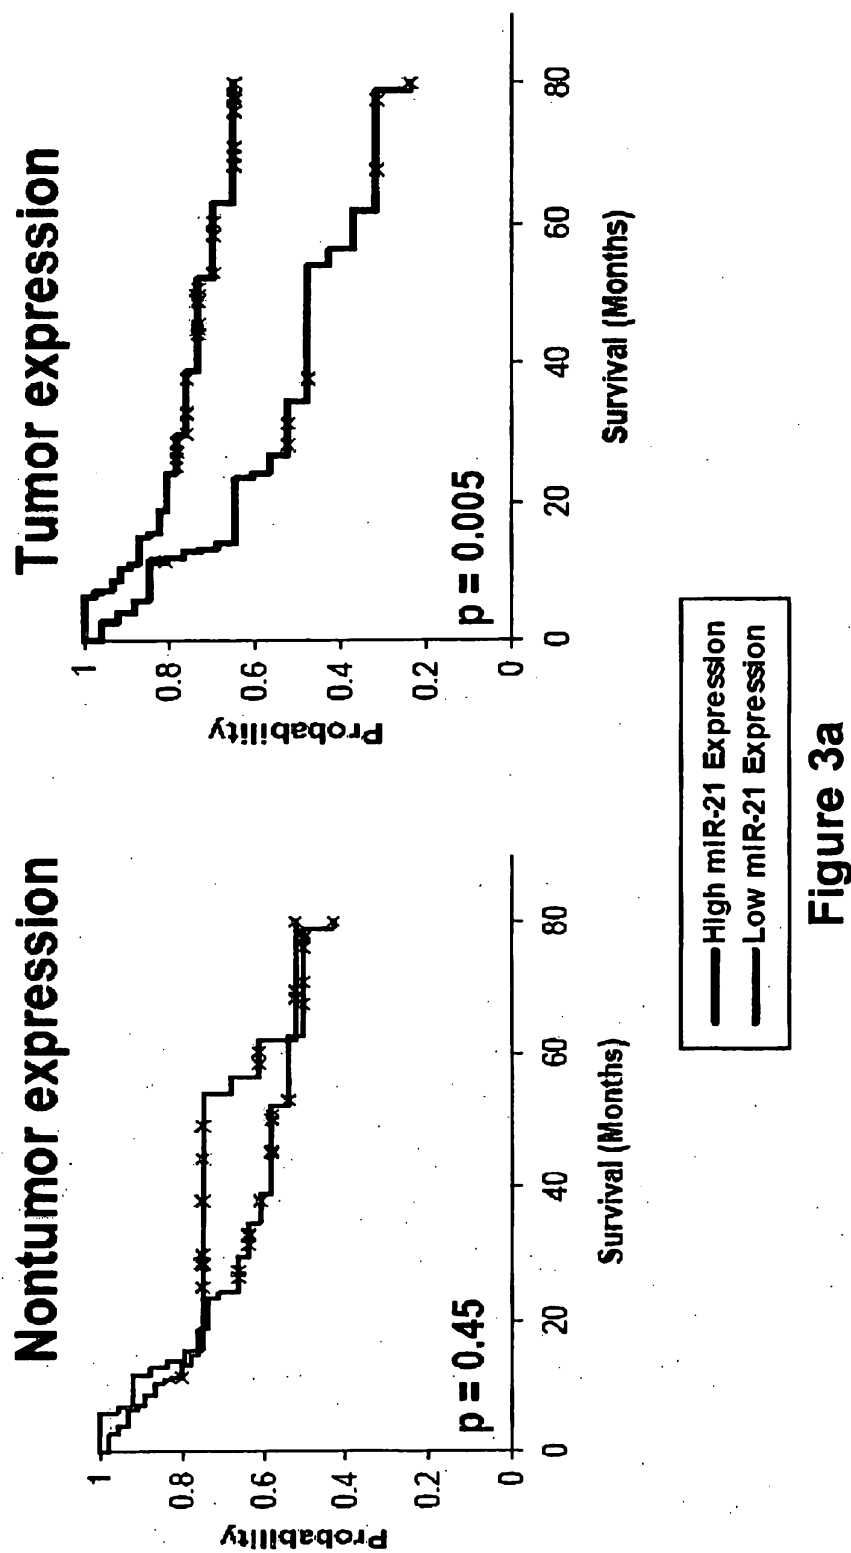 Nontumor expression
Probability
1
0.8
0.6
0.4
0.2
0
p = 0.45
0
20
40
60
80
Survival (Months)
Tumor expression
Probability
1
0.8
0.6
0.4
0.2
0
p = 0.005
0
20
40
60
80
Survival (Months)
High miR-21 Expression
Low miR-21 Expression
Figure 3a